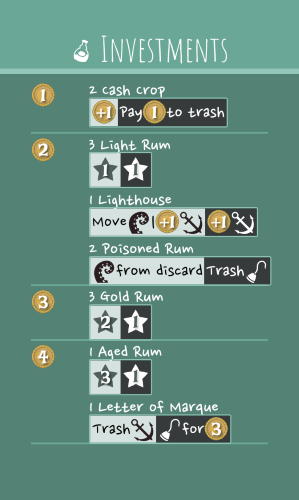 INVESTMENTS
1
2 Cash Crop
+1 Pay 1 to trash
2
3 Light Rum
1 1
1 Lighthouse
Move | +1 +1
2 Poisoned Rum
from discard Trash
3
3 Gold Rum
2 1
4
1 Aged Rum
3 1
1 Letter of Marque
Trash for 3